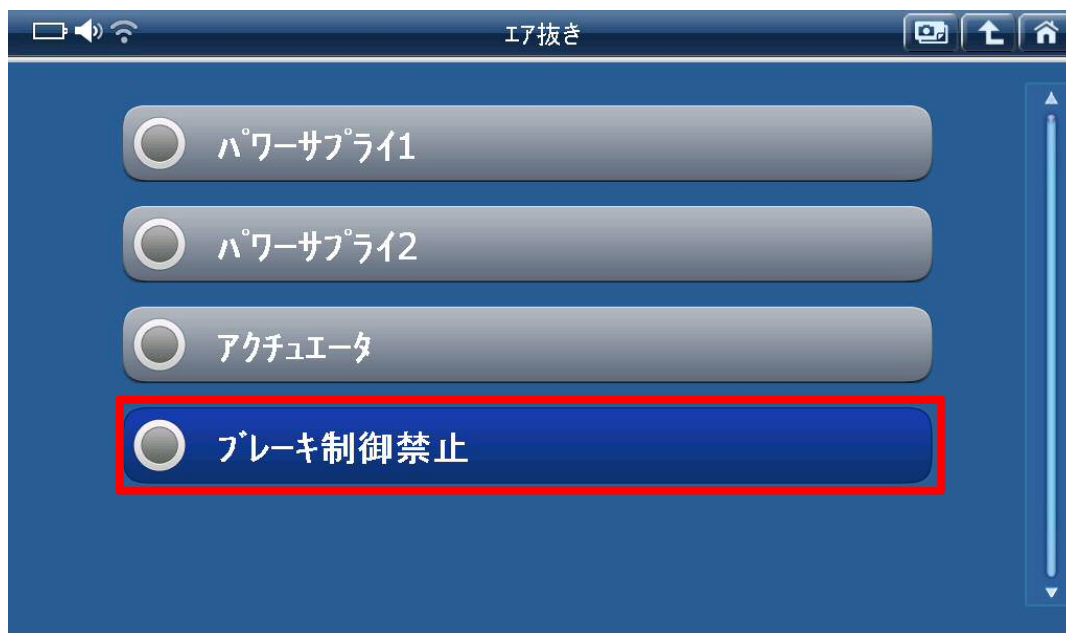 エア抜き
パワーサプライ1
パワーサプライ2
アクチュエータ
ブレーキ制御禁止